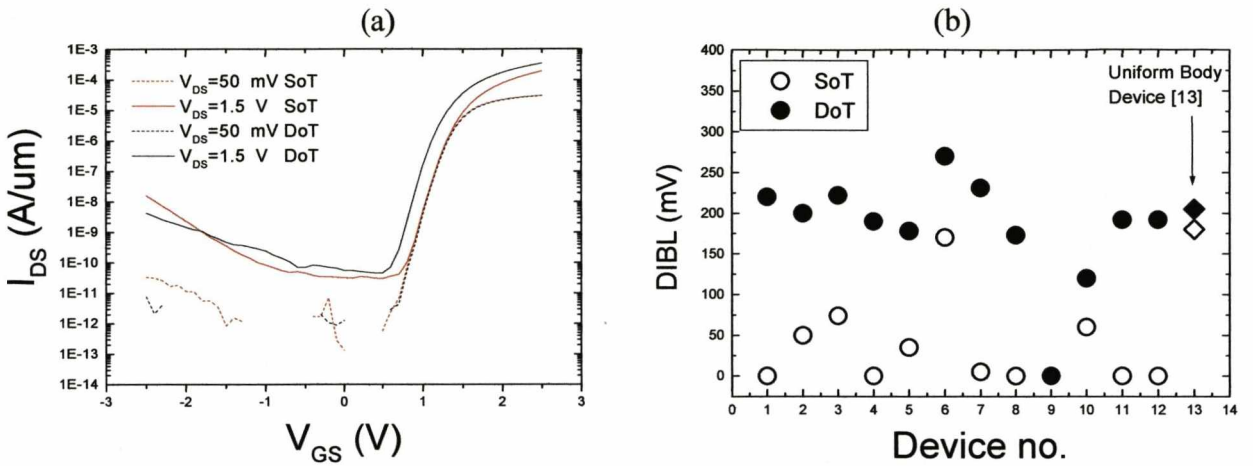 (a)
1E-3
1E-4
1E-5
1E-6
1E-7
1E-8
1E-9
1E-10
1E-11
1E-12
1E-13
1E-14
I_DS (A/um)
V_DS=50 mV SoT
V_DS=1.5 V SoT
V_DS=50 mV DoT
V_DS=1.5 V DoT
-3 -2 -1 0 1 2 3
V_GS (V)
(b)
400
350
300
250
200
150
100
50
0
DIBL (mV)
SoT
DoT
Uniform Body
Device [13]
0 1 2 3 4 5 6 7 8 9 10 11 12 13 14
Device no.